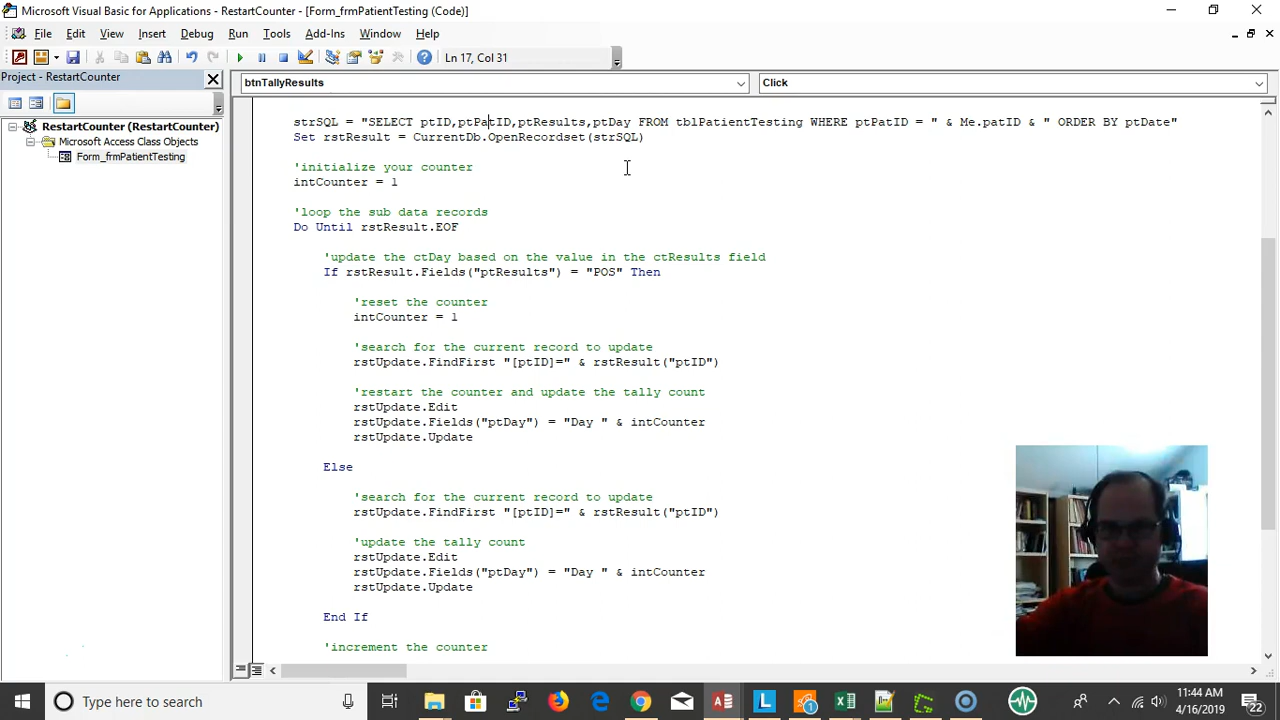 Microsoft Visual Basic for Applications - RestartCounter - [Form_frmPatientTesting (Code)]
File Edit View Insert Debug Run Tools Add-Ins Window Help
Ln 17, Col 31
Project - RestartCounter
btnTallyResults Click
RestartCounter (RestartCounter)
Microsoft Access Class Objects
Form_frmPatientTesting
strSQL = "SELECT ptID,ptPatID,ptResults,ptDay FROM tblPatientTesting WHERE ptPatID = " & Me.patID & " ORDER BY ptDate"
Set rstResult = CurrentDb.OpenRecordset(strSQL)
'initialize your counter
intCounter = 1
'loop the sub data records
Do Until rstResult.EOF
'update the ctDay based on the value in the ctResults field
If rstResult.Fields("ptResults") = "POS" Then
'reset the counter
intCounter = 1
'search for the current record to update
rstUpdate.FindFirst "[ptID]=" & rstResult("ptID")
'restart the counter and update the tally count
rstUpdate.Edit
rstUpdate.Fields("ptDay") = "Day " & intCounter
rstUpdate.Update
Else
'search for the current record to update
rstUpdate.FindFirst "[ptID]=" & rstResult("ptID")
'update the tally count
rstUpdate.Edit
rstUpdate.Fields("ptDay") = "Day " & intCounter
rstUpdate.Update
End If
'increment the counter
Type here to search
11:44 AM
4/16/2019
22